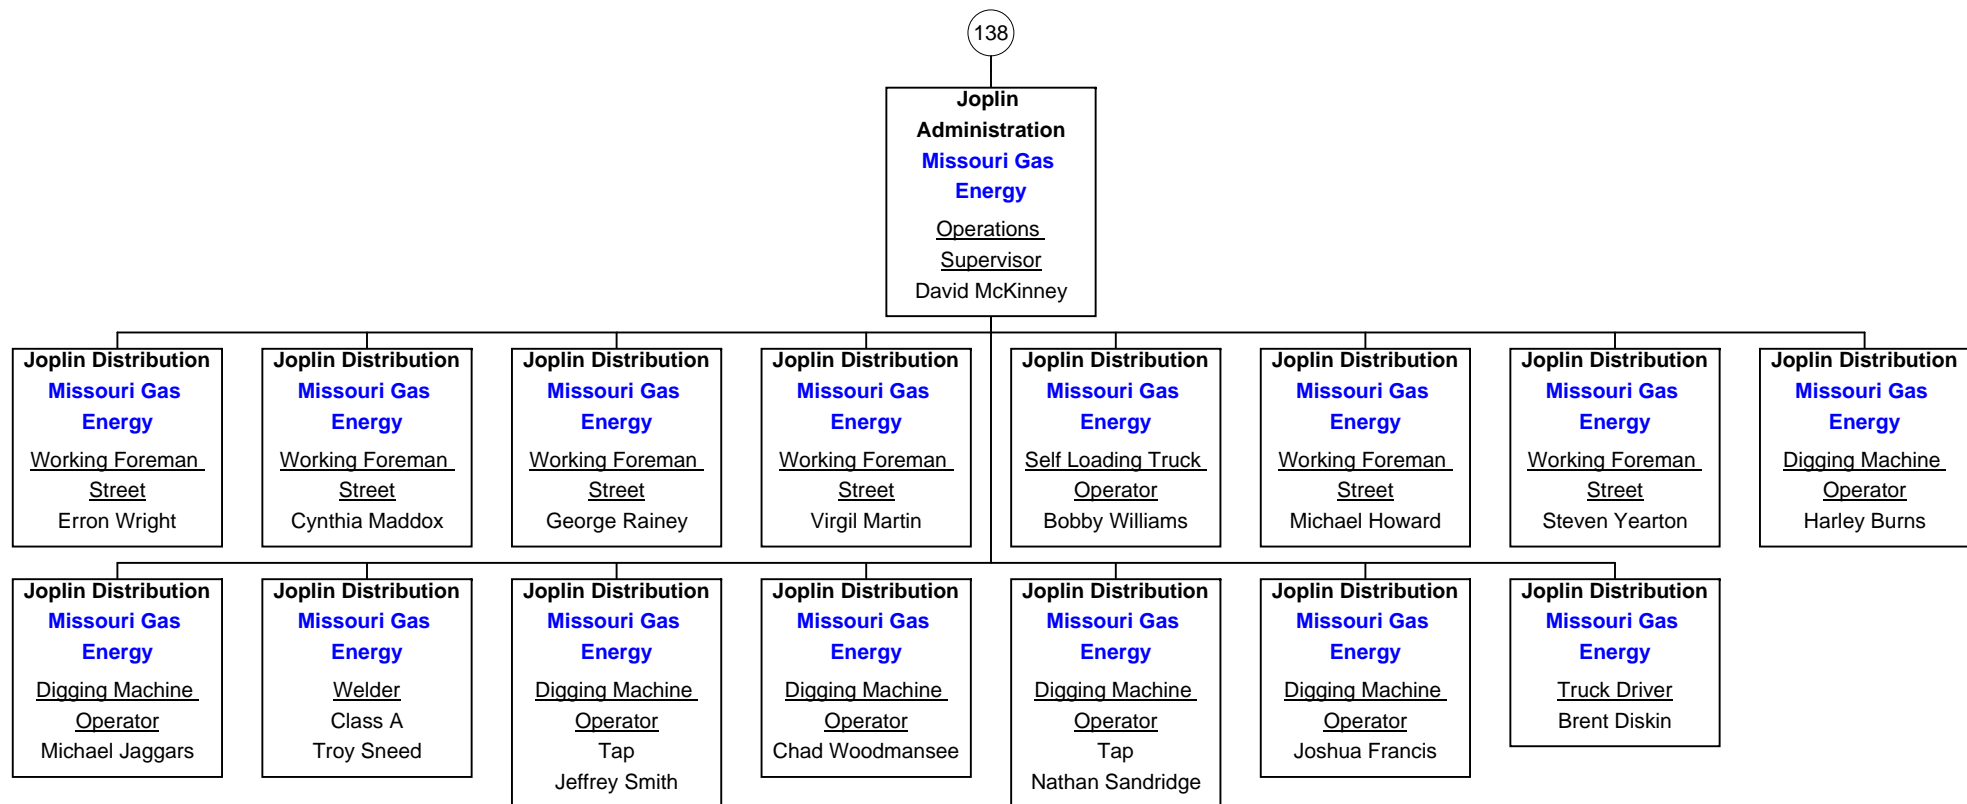 138
Joplin
Administration
Missouri Gas
Energy
Operations
Supervisor
David McKinney
Joplin Distribution
Missouri Gas
Energy
Working Foreman
Street
Erron Wright
Joplin Distribution
Missouri Gas
Energy
Working Foreman
Street
Cynthia Maddox
Joplin Distribution
Missouri Gas
Energy
Working Foreman
Street
George Rainey
Joplin Distribution
Missouri Gas
Energy
Working Foreman
Street
Virgil Martin
Joplin Distribution
Missouri Gas
Energy
Self Loading Truck
Operator
Bobby Williams
Joplin Distribution
Missouri Gas
Energy
Working Foreman
Street
Michael Howard
Joplin Distribution
Missouri Gas
Energy
Working Foreman
Street
Steven Yearton
Joplin Distribution
Missouri Gas
Energy
Digging Machine
Operator
Harley Burns
Joplin Distribution
Missouri Gas
Energy
Digging Machine
Operator
Michael Jaggars
Joplin Distribution
Missouri Gas
Energy
Welder
Class A
Troy Sneed
Joplin Distribution
Missouri Gas
Energy
Digging Machine
Operator
Tap
Jeffrey Smith
Joplin Distribution
Missouri Gas
Energy
Digging Machine
Operator
Chad Woodmansee
Joplin Distribution
Missouri Gas
Energy
Digging Machine
Operator
Tap
Nathan Sandridge
Joplin Distribution
Missouri Gas
Energy
Digging Machine
Operator
Joshua Francis
Joplin Distribution
Missouri Gas
Energy
Truck Driver
Brent Diskin